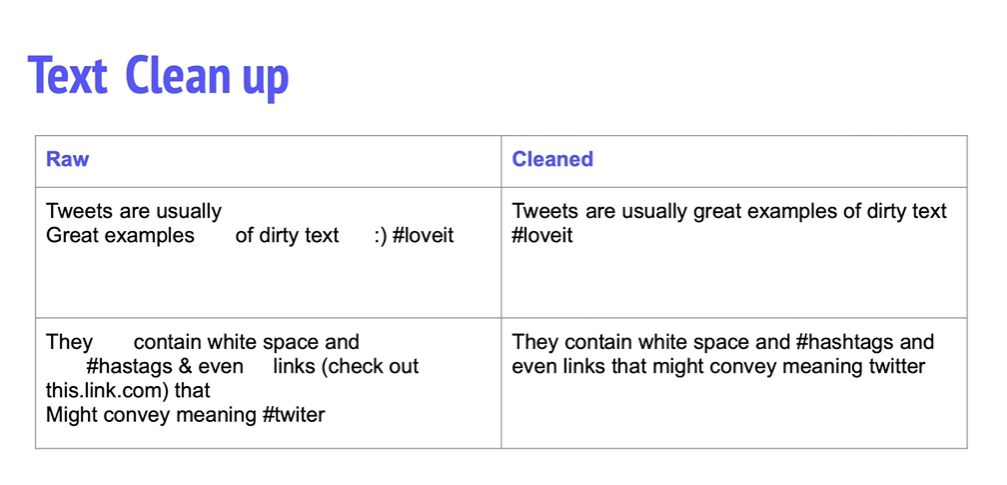 Text Clean up
Raw
Cleaned
Tweets are usually
Great examples of dirty text :) #loveit
Tweets are usually great examples of dirty text
#loveit
They contain white space and
#hastags & even links (check out
this.link.com) that
Might convey meaning #twiter
They contain white space and #hashtags and
even links that might convey meaning twitter